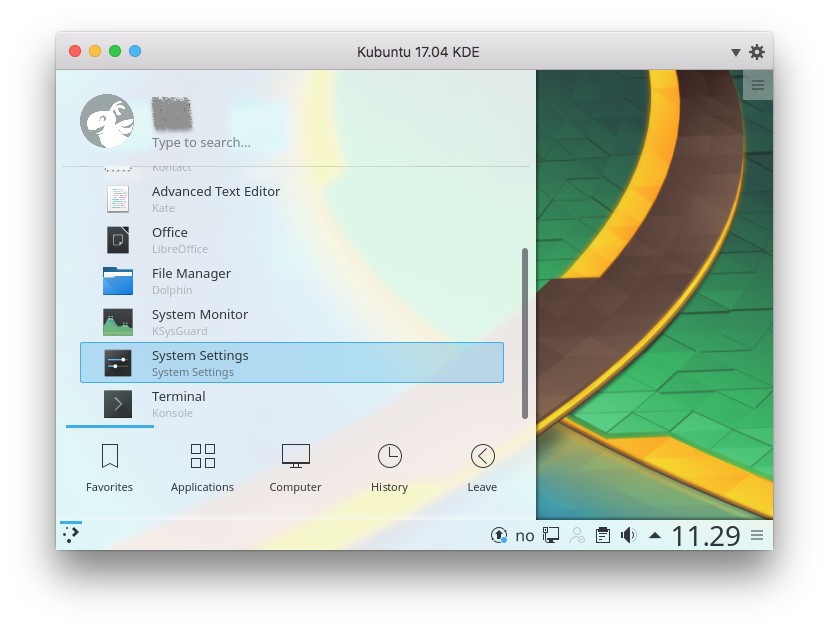 Kubuntu 17.04 KDE
Type to search...
Kontact
Advanced Text Editor
Kate
Office
LibreOffice
File Manager
Dolphin
System Monitor
KSysGuard
System Settings
System Settings
Terminal
Konsole
Favorites Applications Computer History Leave
no 11.29